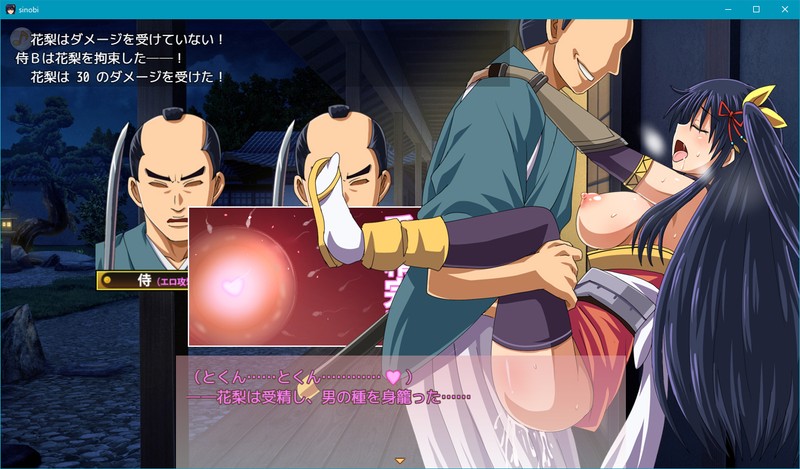 sinobi
花梨はダメージを受けていない！
侍Ｂは花梨を拘束した――！
花梨は 30 のダメージを受けた！
侍 (エロ攻
（とくん……とくん…………♥）
――花梨は受精し、男の種を身籠った……